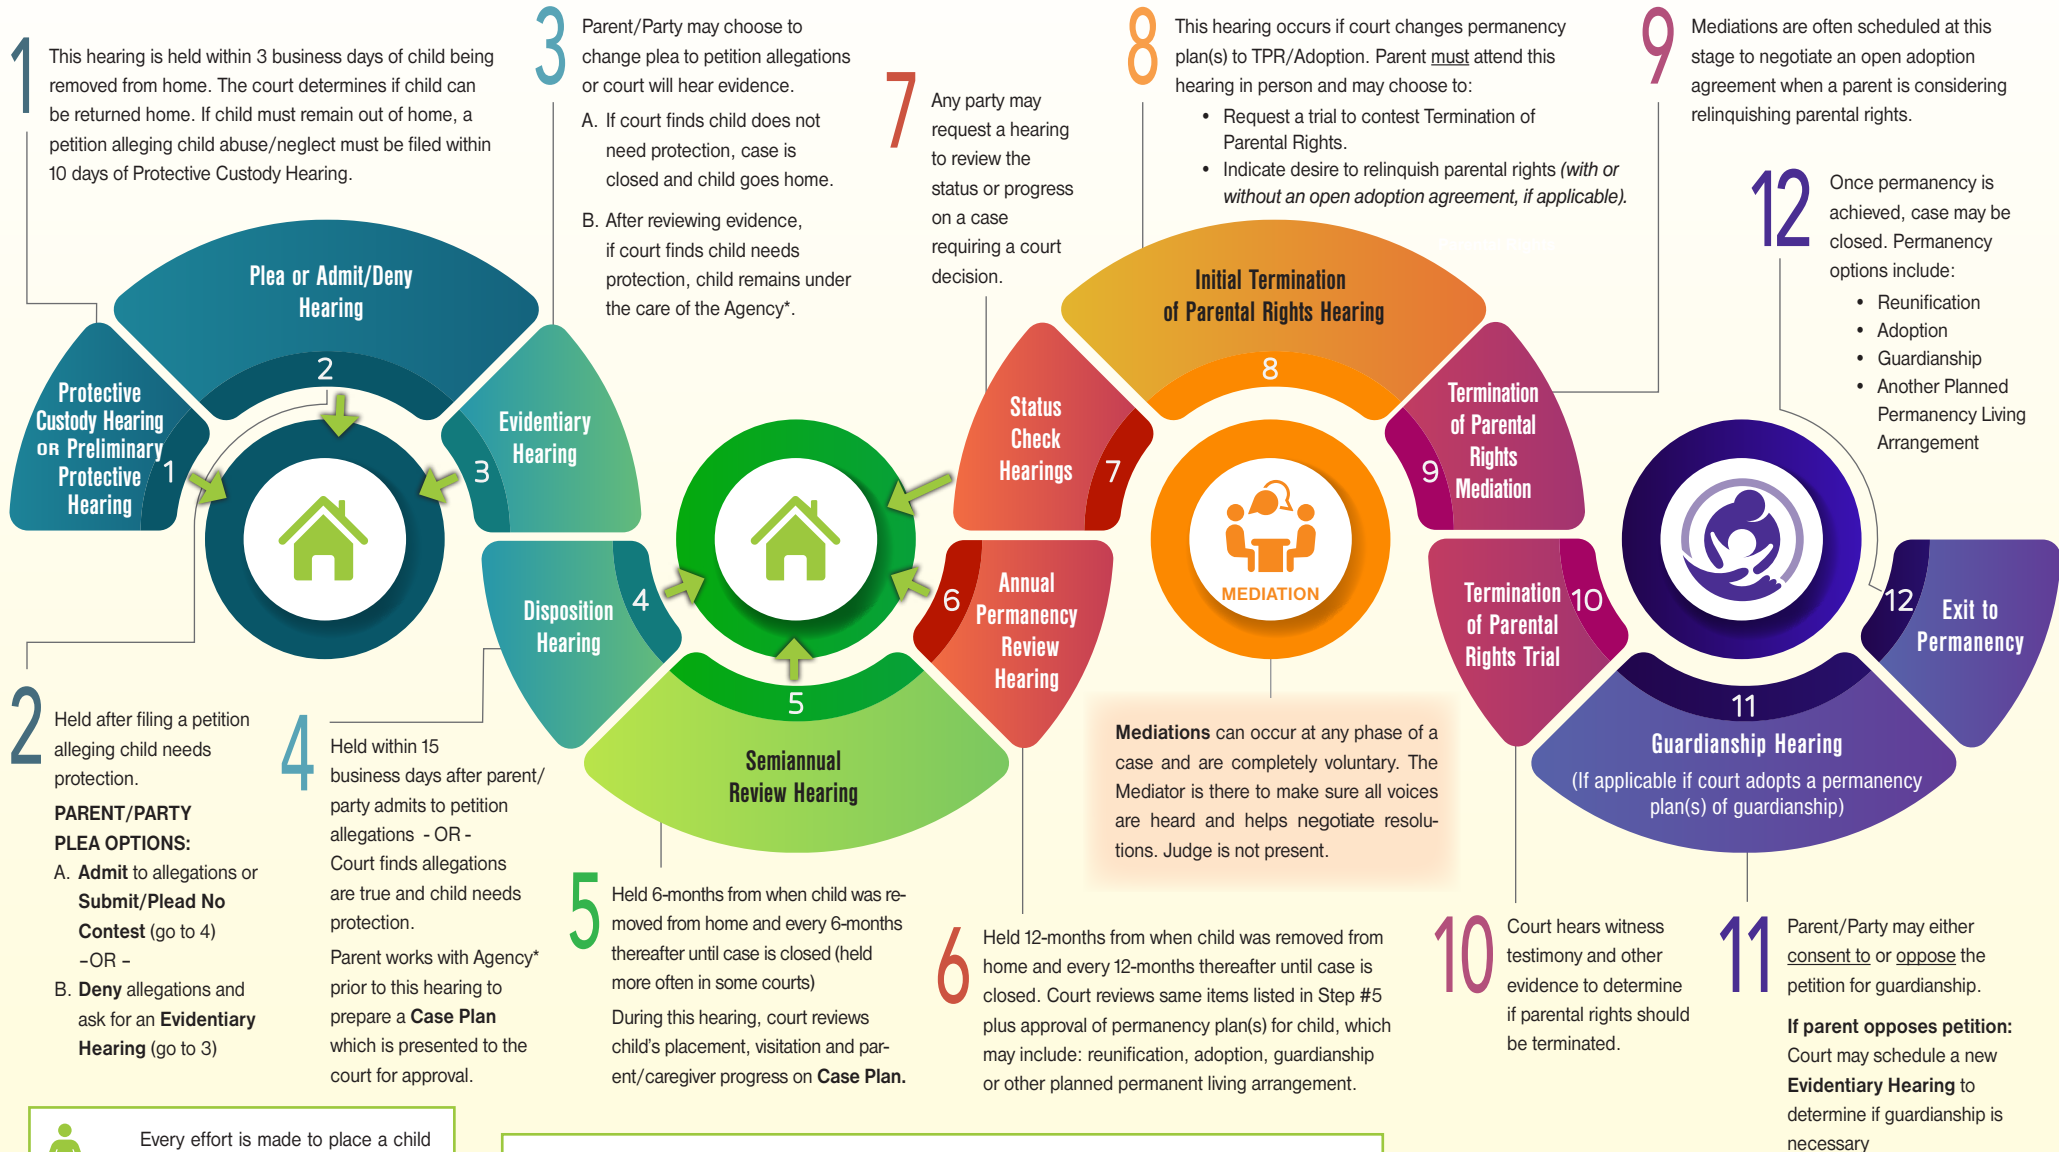 1
This hearing is held within 3 business days of child being
removed from home. The court determines if child can
be returned home. If child must remain out of home, a
petition alleging child abuse/neglect must be filed within
10 days of Protective Custody Hearing.
3
Parent/Party may choose to
change plea to petition allegations
or court will hear evidence.
A. If court finds child does not
need protection, case is
closed and child goes home.
B. After reviewing evidence,
if court finds child needs
protection, child remains under
the care of the Agency*.
7
Any party may
request a hearing
to review the
status or progress
on a case
requiring a court
decision.
8
This hearing occurs if court changes permanency
plan(s) to TPR/Adoption. Parent must attend this
hearing in person and may choose to:
• Request a trial to contest Termination of
Parental Rights.
• Indicate desire to relinquish parental rights (with or
without an open adoption agreement, if applicable).
9
Mediations are often scheduled at this
stage to negotiate an open adoption
agreement when a parent is considering
relinquishing parental rights.
12
Once permanency is
achieved, case may be
closed. Permanency
options include:
• Reunification
• Adoption
• Guardianship
• Another Planned
Permanency Living
Arrangement
Protective
Custody Hearing
OR Preliminary
Protective
Hearing
1
Plea or Admit/Deny
Hearing
2
Evidentiary
Hearing
3
Disposition
Hearing
4
Semiannual
Review Hearing
5
Annual
Permanency
Review
Hearing
6
Status
Check
Hearings
7
Initial Termination
of Parental Rights Hearing
8
MEDIATION
Termination
of Parental
Rights
Mediation
9
Termination
of Parental
Rights Trial
10
11
Guardianship Hearing
(If applicable if court adopts a permanency
plan(s) of guardianship)
12
Exit to
Permanency
2
Held after filing a petition
alleging child needs
protection.
PARENT/PARTY
PLEA OPTIONS:
A. Admit to allegations or
Submit/Plead No
Contest (go to 4)
–OR –
B. Deny allegations and
ask for an Evidentiary
Hearing (go to 3)
4
Held within 15
business days after parent/
party admits to petition
allegations - OR -
Court finds allegations
are true and child needs
protection.
Parent works with Agency*
prior to this hearing to
prepare a Case Plan
which is presented to the
court for approval.
5
Held 6-months from when child was re-
moved from home and every 6-months
thereafter until case is closed (held
more often in some courts)
During this hearing, court reviews
child's placement, visitation and par-
ent/caregiver progress on Case Plan.
6
Held 12-months from when child was removed from
home and every 12-months thereafter until case is
closed. Court reviews same items listed in Step #5
plus approval of permanency plan(s) for child, which
may include: reunification, adoption, guardianship
or other planned permanent living arrangement.
Mediations can occur at any phase of a
case and are completely voluntary. The
Mediator is there to make sure all voices
are heard and helps negotiate resolu-
tions. Judge is not present.
10
Court hears witness
testimony and other
evidence to determine
if parental rights should
be terminated.
11
Parent/Party may either
consent to or oppose the
petition for guardianship.
If parent opposes petition:
Court may schedule a new
Evidentiary Hearing to
determine if guardianship is
necessary
Every effort is made to place a child